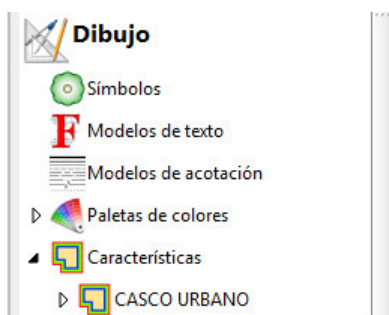 Dibujo
Símbolos
Modelos de texto
Modelos de acotación
Paletas de colores
Características
CASCO URBANO